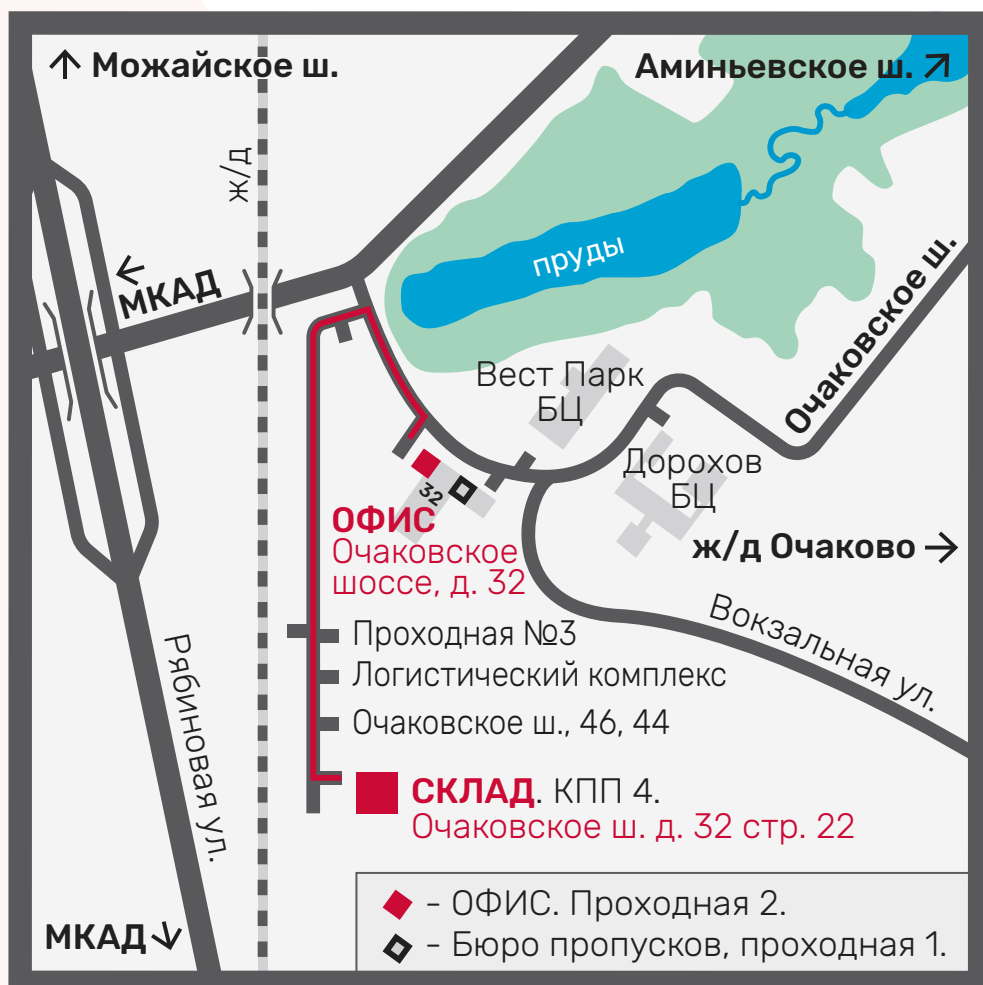 ↑ Можайское ш.
Аминьевское ш. ↗
ж/д
← МКАД
пруды
Очаковское ш.
Вест Парк
БЦ
Дорохов
БЦ
32
ОФИС
Очаковское
шоссе, д. 32
ж/д Очаково →
Вокзальная ул.
Рябиновая ул.
Проходная №3
Логистический комплекс
Очаковское ш., 46, 44
СКЛАД. КПП 4.
Очаковское ш. д. 32 стр. 22
МКАД ↓
- ОФИС. Проходная 2.
- Бюро пропусков, проходная 1.